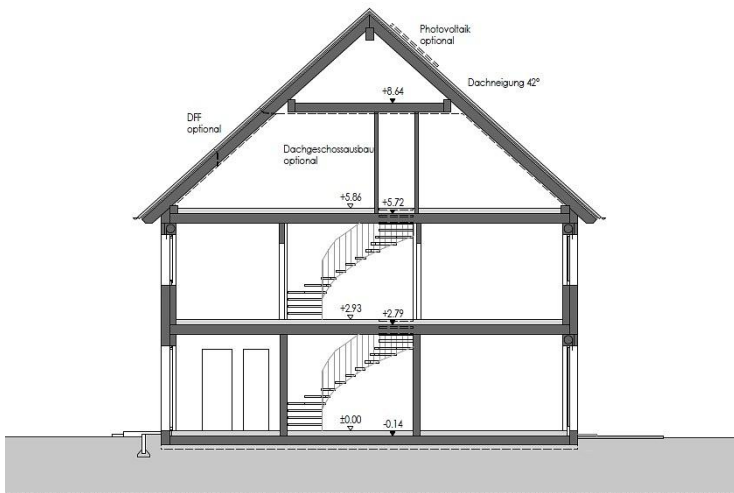 Photovoltaik
optional
Dachneigung 42°
+8.64
DFF
optional
Dachgeschossausbau
optional
+5.86
+5.72
+2.93
+2.79
±0.00
-0.14